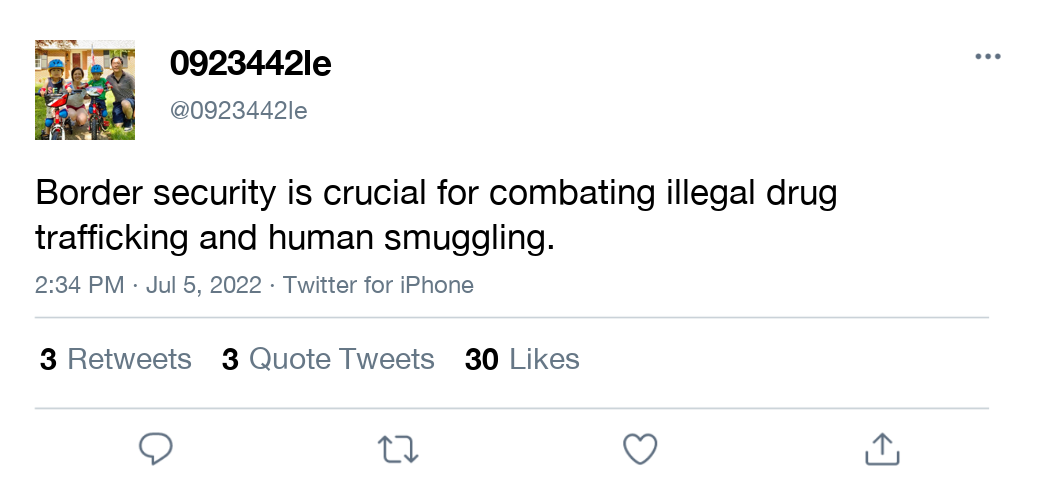 0923442le
@0923442le
Border security is crucial for combating illegal drug
trafficking and human smuggling.
2:34 PM · Jul 5, 2022 · Twitter for iPhone
3 Retweets 3 Quote Tweets 30 Likes